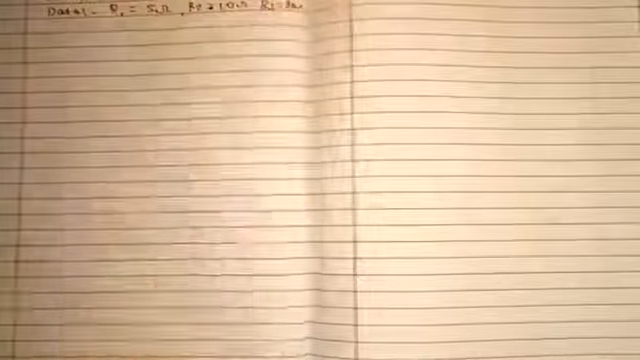 Data:- R₁ = 5Ω, R₂ = 10Ω R₃ =